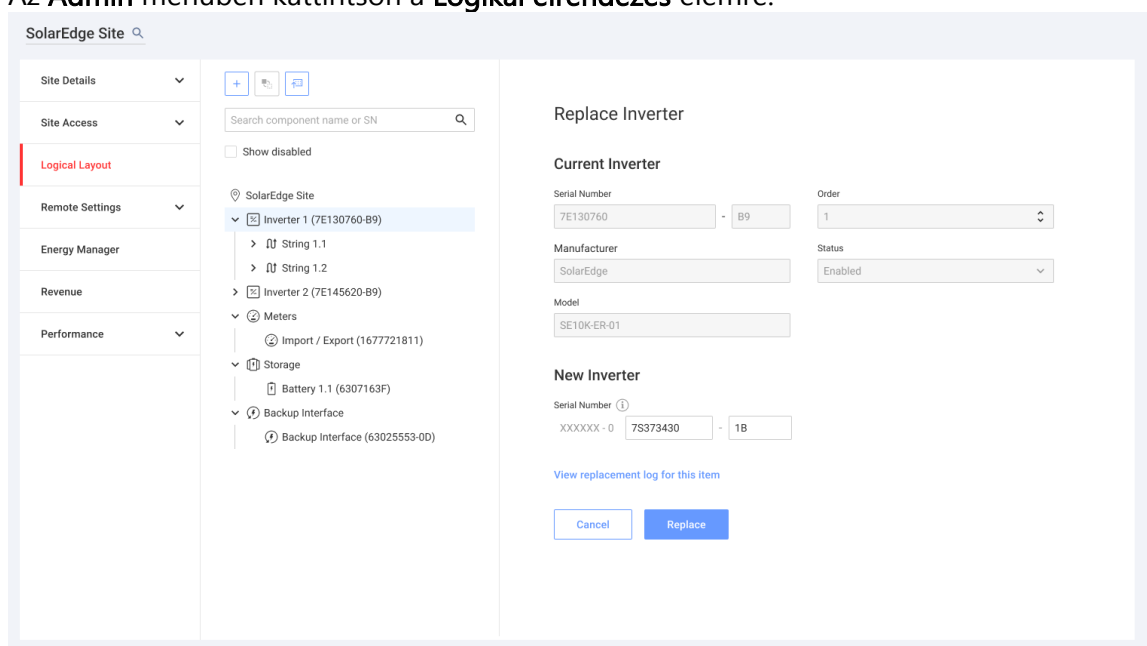 Az Admin menüben kattintson a Logikai elrendezés elemre.
SolarEdge Site
Site Details
Site Access
Logical Layout
Remote Settings
Energy Manager
Revenue
Performance
+
Search component name or SN
Show disabled
SolarEdge Site
Inverter 1 (7E130760-B9)
String 1.1
String 1.2
Inverter 2 (7E145620-B9)
Meters
Import / Export (1677721811)
Storage
Battery 1.1 (6307163F)
Backup Interface
Backup Interface (63025553-0D)
Replace Inverter
Current Inverter
Serial Number Order
7E130760 - B9 1
Manufacturer Status
SolarEdge Enabled
Model
SE10K-ER-01
New Inverter
Serial Number i
XXXXXX - 0 7S373430 - 1B
View replacement log for this item
Cancel Replace